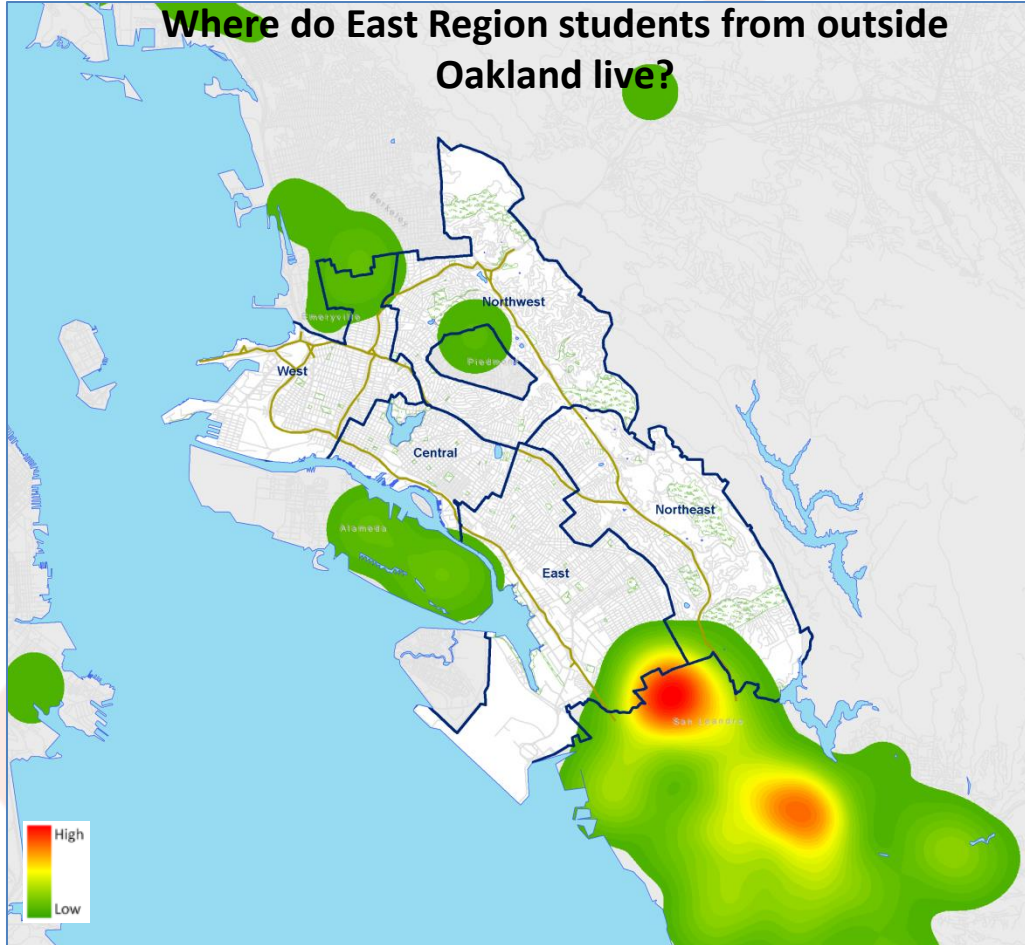 Where do East Region students from outside
Oakland live?
Berkeley
Northwest
Emeryville
Piedmont
West
Central
Alameda
Northeast
East
San Leandro
High
Low